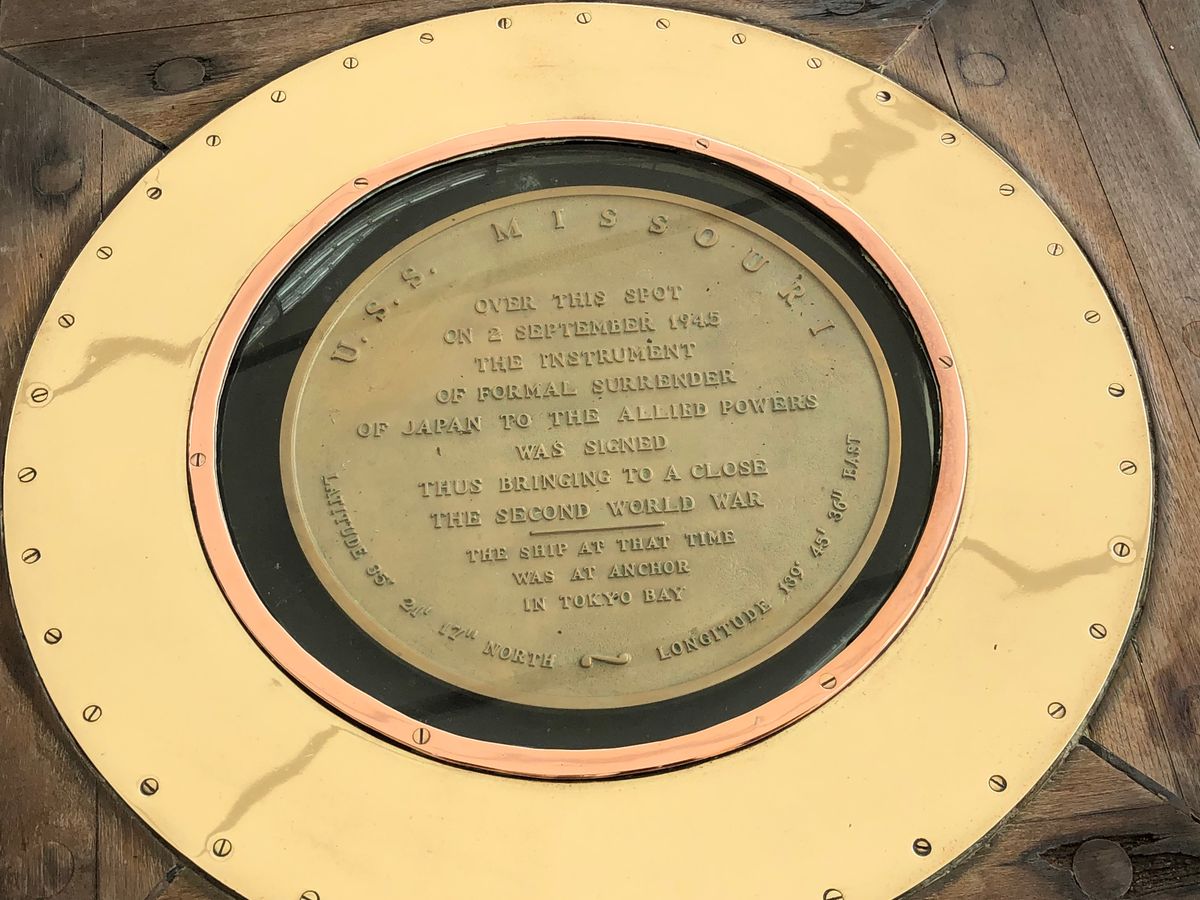 U.S.S. MISSOURI
OVER THIS SPOT
ON 2 SEPTEMBER 1945
THE INSTRUMENT
OF FORMAL SURRENDER
OF JAPAN TO THE ALLIED POWERS
WAS SIGNED
THUS BRINGING TO A CLOSE
THE SECOND WORLD WAR
THE SHIP AT THAT TIME
WAS AT ANCHOR
IN TOKYO BAY
LATITUDE 35° 21' 17" NORTH ~ LONGITUDE 139° 45' 36" EAST